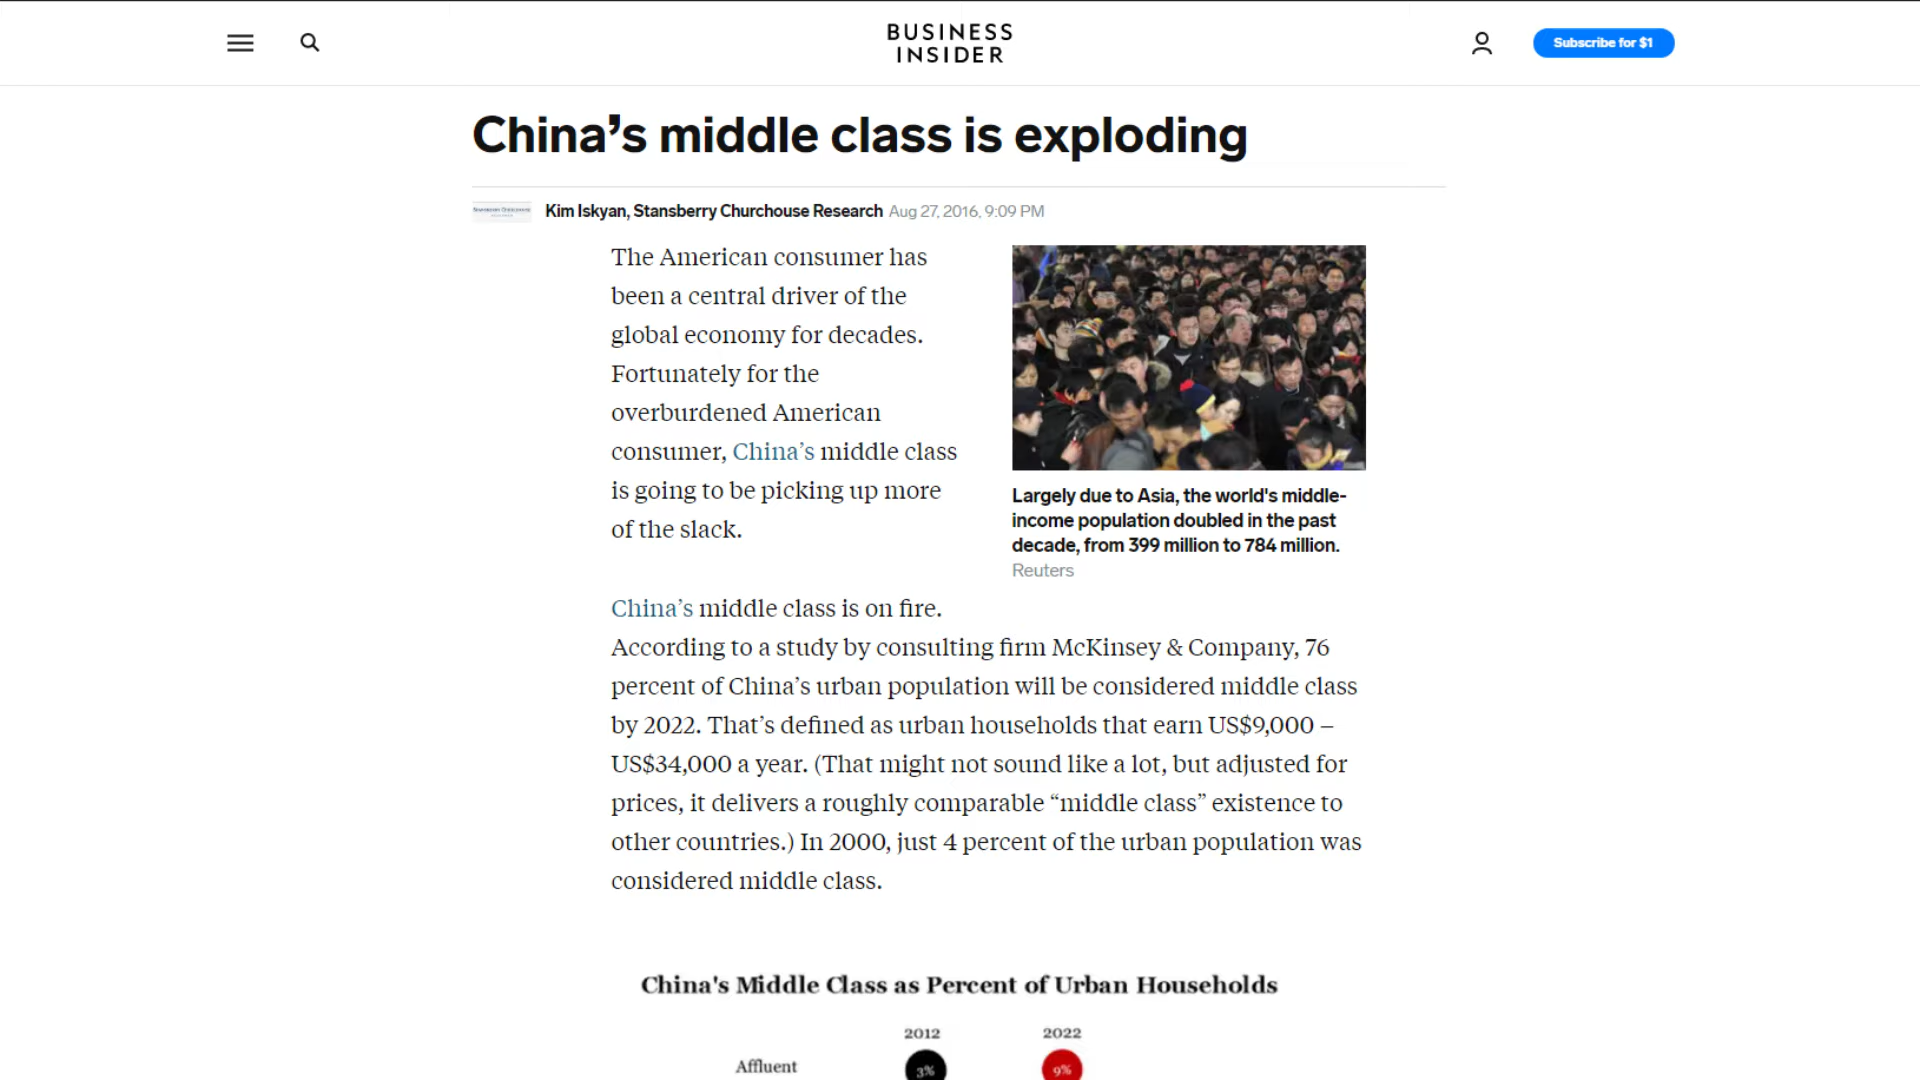 BUSINESS
INSIDER
Subscribe for $1
China’s middle class is exploding
Kim Iskyan, Stansberry Churchouse Research Aug 27, 2016, 9:09 PM
The American consumer has
been a central driver of the
global economy for decades.
Fortunately for the
overburdened American
consumer, China’s middle class
is going to be picking up more
of the slack.
Largely due to Asia, the world's middle-
income population doubled in the past
decade, from 399 million to 784 million.
Reuters
China’s middle class is on fire.
According to a study by consulting firm McKinsey & Company, 76
percent of China’s urban population will be considered middle class
by 2022. That’s defined as urban households that earn US$9,000 –
US$34,000 a year. (That might not sound like a lot, but adjusted for
prices, it delivers a roughly comparable “middle class” existence to
other countries.) In 2000, just 4 percent of the urban population was
considered middle class.
China's Middle Class as Percent of Urban Households
2012 2022
Affluent 3% 9%